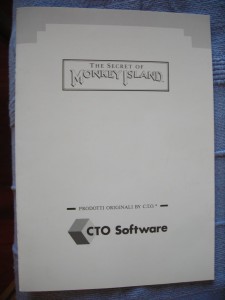 THE SECRET OF
MONKEY ISLAND
PRODOTTI ORIGINALI BY C.T.O.
CTO Software